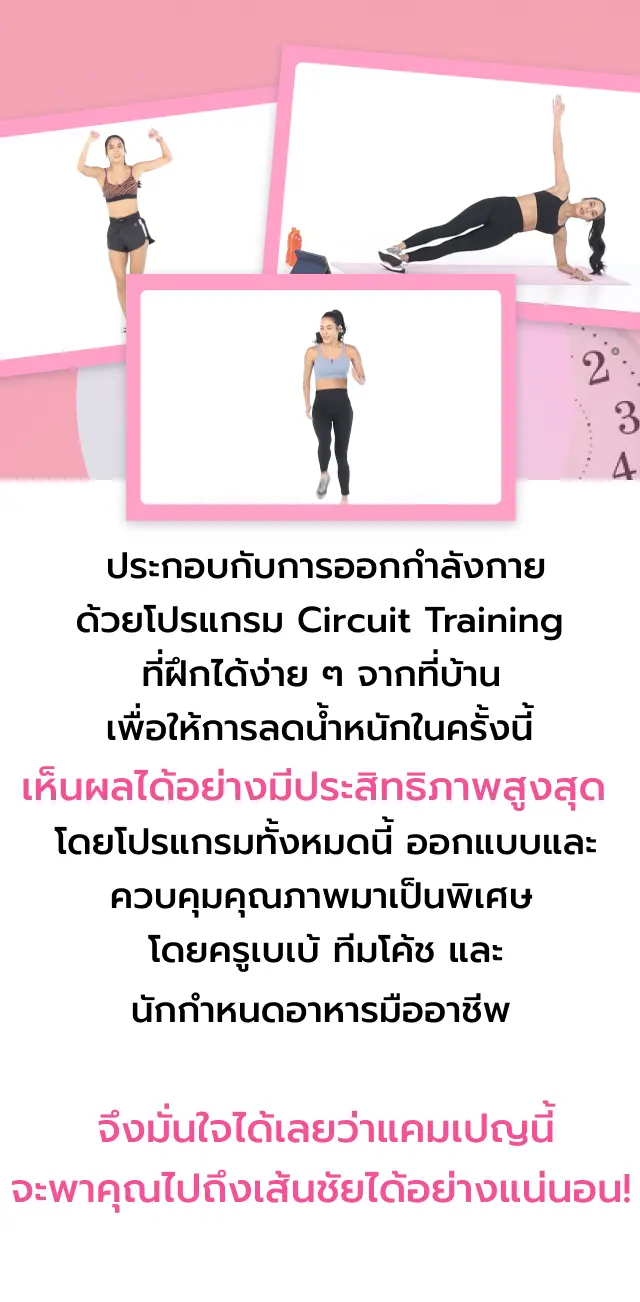 2
3
4
ประกอบกับการออกกำลังกาย
ด้วยโปรแกรม Circuit Training
ที่ฝึกได้ง่าย ๆ จากที่บ้าน
เพื่อให้การลดน้ำหนักในครั้งนี้
เห็นผลได้อย่างมีประสิทธิภาพสูงสุด
โดยโปรแกรมทั้งหมดนี้ ออกแบบและ
ควบคุมคุณภาพมาเป็นพิเศษ
โดยครูเบเบ้ ทีมโค้ช และ
นักกำหนดอาหารมืออาชีพ
จึงมั่นใจได้เลยว่าแคมเปญนี้
จะพาคุณไปถึงเส้นชัยได้อย่างแน่นอน!